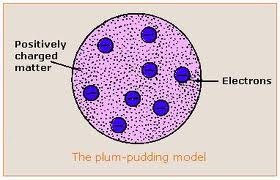 Positively
charged
matter
Electrons
The plum-pudding model